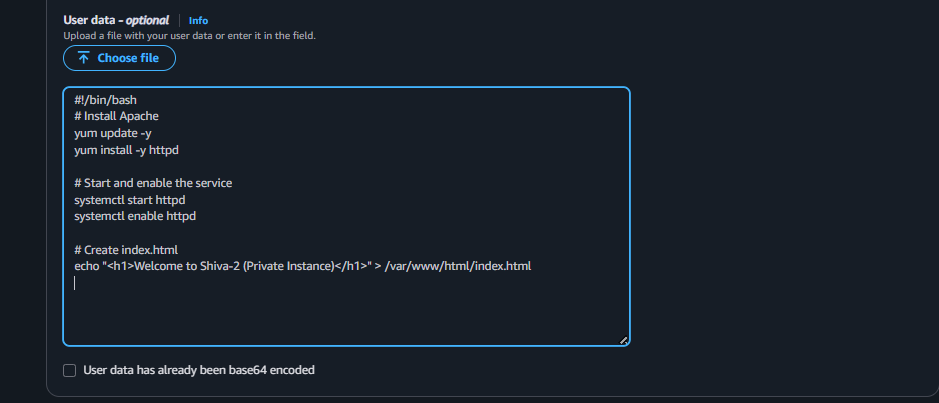 User data - optional Info
Upload a file with your user data or enter it in the field.
Choose file
#!/bin/bash
# Install Apache
yum update -y
yum install -y httpd
# Start and enable the service
systemctl start httpd
systemctl enable httpd
# Create index.html
echo "<h1>Welcome to Shiva-2 (Private Instance)</h1>" > /var/www/html/index.html
User data has already been base64 encoded